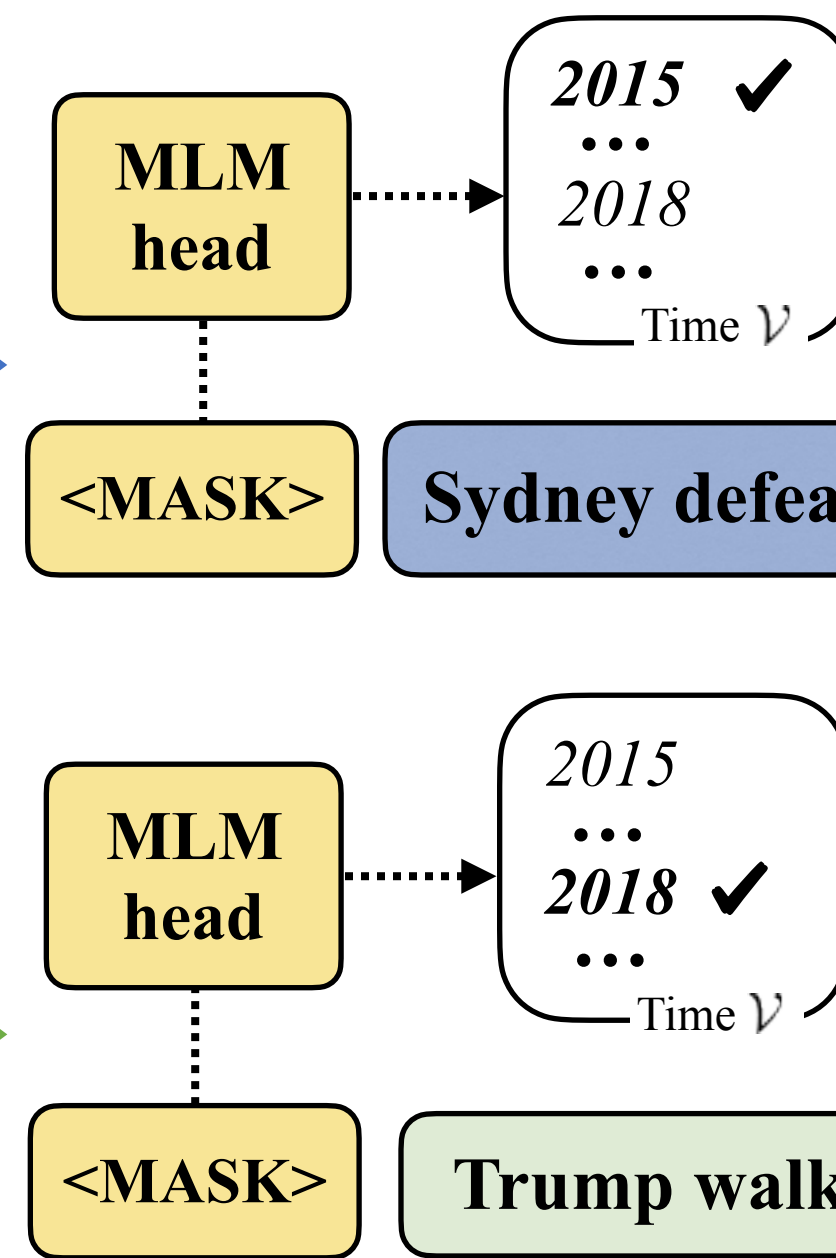 2015 ✓
MLM
head
...
2018
...
Time 𝒱
<MASK>
Sydney defea
2015
...
MLM
head
2018 ✓
...
Time 𝒱
<MASK>
Trump walk